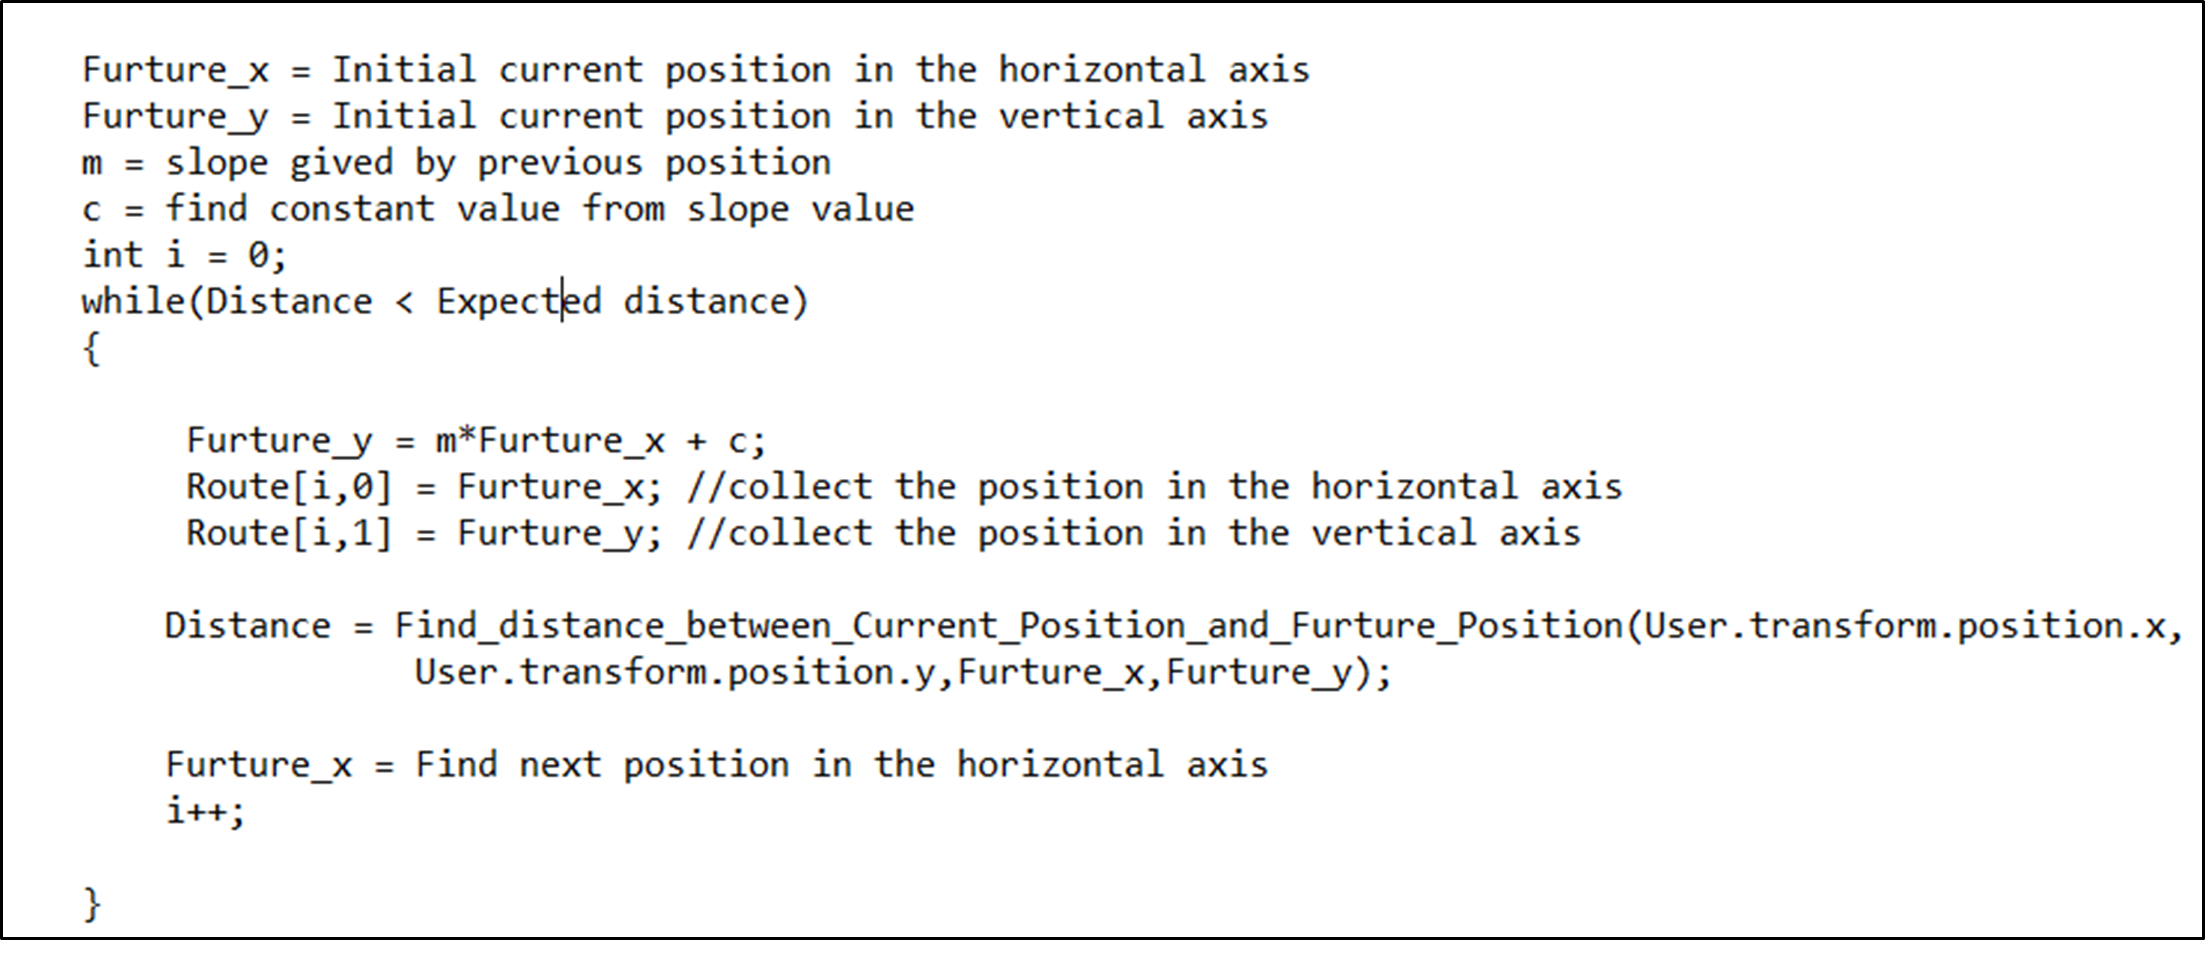 Furture_x = Initial current position in the horizontal axis
Furture_y = Initial current position in the vertical axis
m = slope gived by previous position
c = find constant value from slope value
int i = 0;
while(Distance < Expected distance)
{
Furture_y = m*Furture_x + c;
Route[i,0] = Furture_x; //collect the position in the horizontal axis
Route[i,1] = Furture_y; //collect the position in the vertical axis
Distance = Find_distance_between_Current_Position_and_Furture_Position(User.transform.position.x,
User.transform.position.y,Furture_x,Furture_y);
Furture_x = Find next position in the horizontal axis
i++;
}